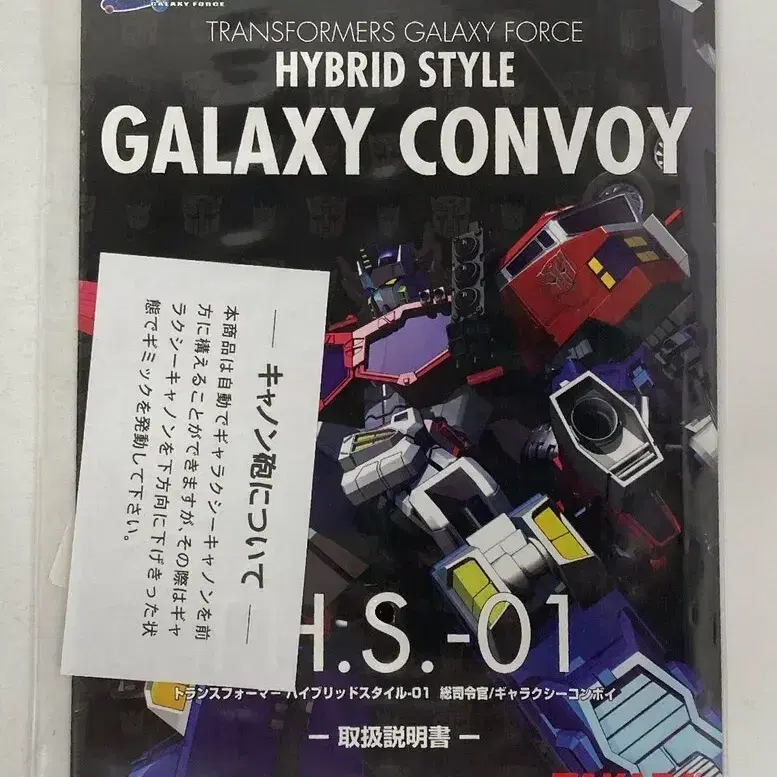 GALAXY FORCE
TRANSFORMERS GALAXY FORCE
HYBRID STYLE
GALAXY CONVOY
── キャノン砲について ──
本商品は自動でギャラクシーキャノンを前
方に構えることができますが、その際はギャ
ラクシーキャノンを下方向に下げきった状
態でギミックを発動して下さい。
H.S.-01
トランスフォーマー ハイブリッドスタイル-01 総司令官/ギャラクシーコンボイ
─ 取扱説明書 ─